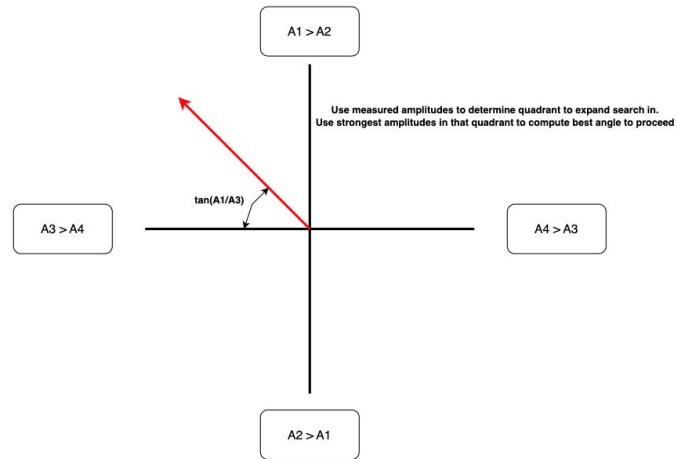 A1 > A2
Use measured amplitudes to determine quadrant to expand search in.
Use strongest amplitudes in that quadrant to compute best angle to proceed
tan(A1/A3)
A3 > A4
A4 > A3
A2 > A1